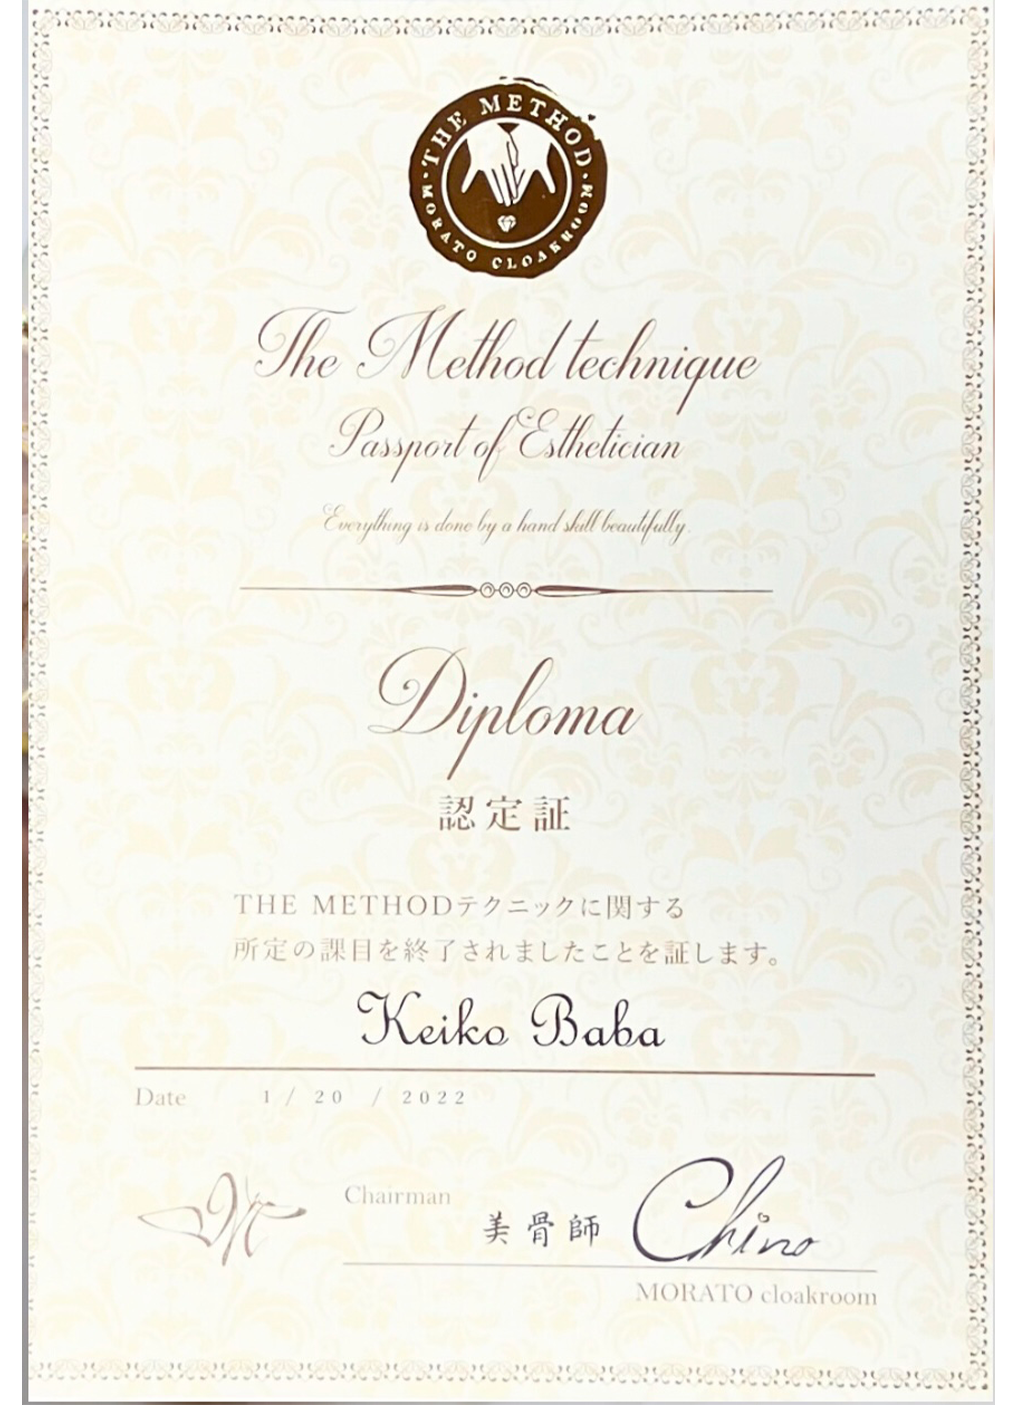 THE METHOD
MORATO CLOAKROOM
The Method technique
Passport of Esthetician
Everything is done by a hand skill beautifully.
Diploma
認定証
THE METHODテクニックに関する
所定の課目を終了されましたことを証します。
Keiko Baba
Date 1 / 20 / 2022
Chairman 美骨師 Chino
MORATO cloakroom